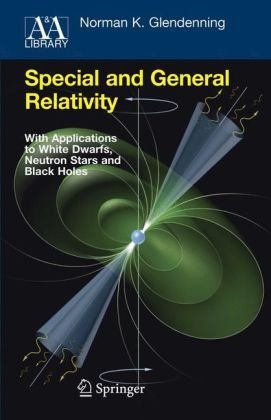 A&A
LIBRARY
Norman K. Glendenning
Special and General
Relativity
With Applications
to White Dwarfs,
Neutron Stars and
Black Holes
Springer